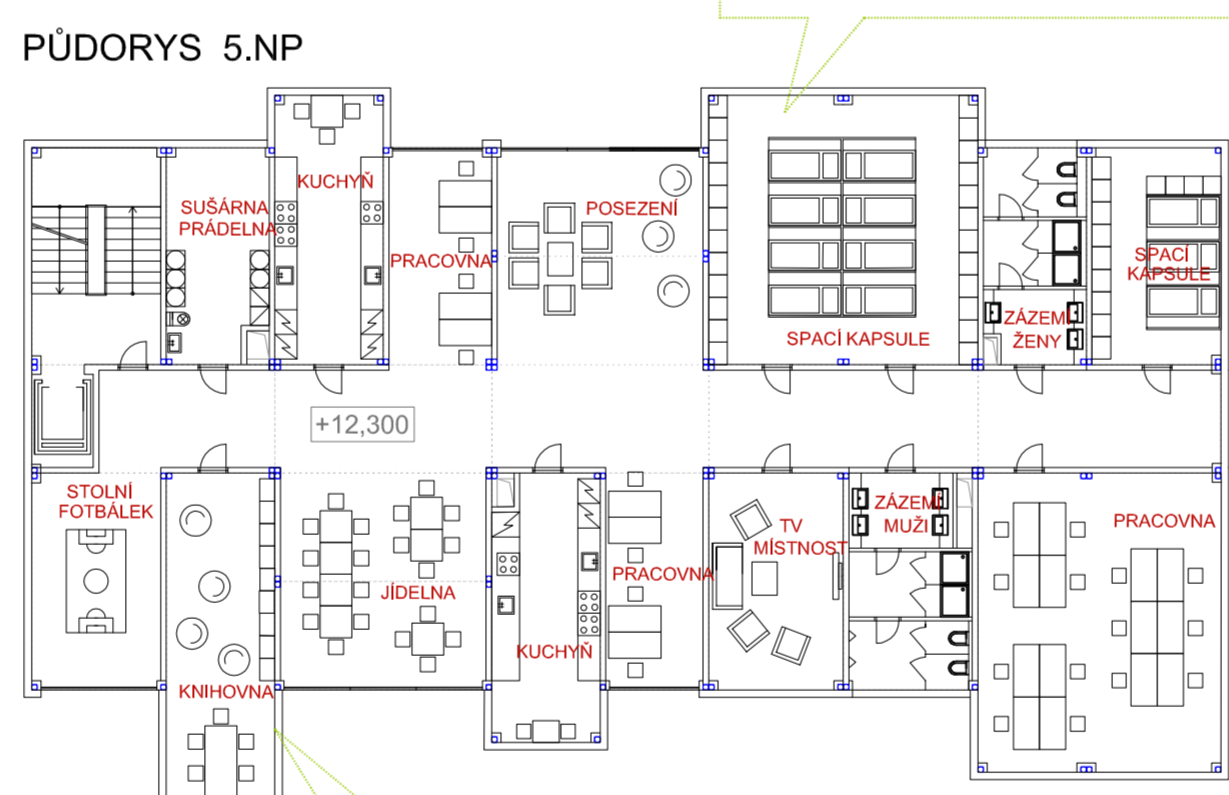 PŮDORYS 5.NP
KUCHYŇ
SUŠÁRNA
PRÁDELNA
PRACOVNA
POSEZENÍ
SPACÍ KAPSULE
SPACÍ
KAPSULE
ZÁZEMÍ
ŽENY
+12,300
STOLNÍ
FOTBÁLEK
KNIHOVNA
JÍDELNA
KUCHYŇ
PRACOVNA
TV
MÍSTNOST
ZÁZEMÍ
MUŽI
PRACOVNA